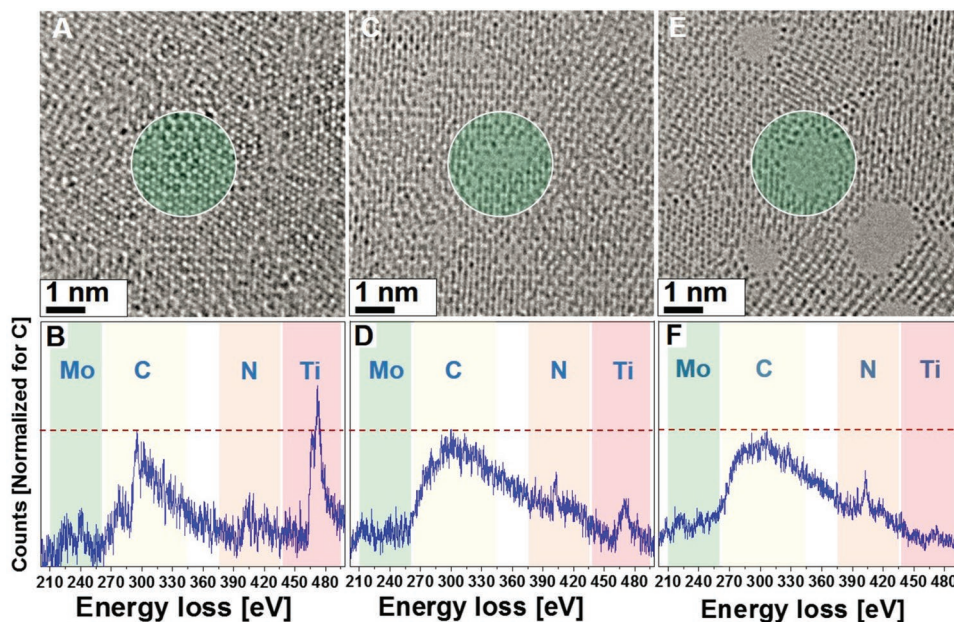 A C E
1 nm 1 nm 1 nm
Counts [Normalized for C]
B D F
Mo C N Ti Mo C N Ti Mo C N Ti
210 240 270 300 330 360 390 420 450 480 210 240 270 300 330 360 390 420 450 480 210 240 270 300 330 360 390 420 450 480
Energy loss [eV] Energy loss [eV] Energy loss [eV]